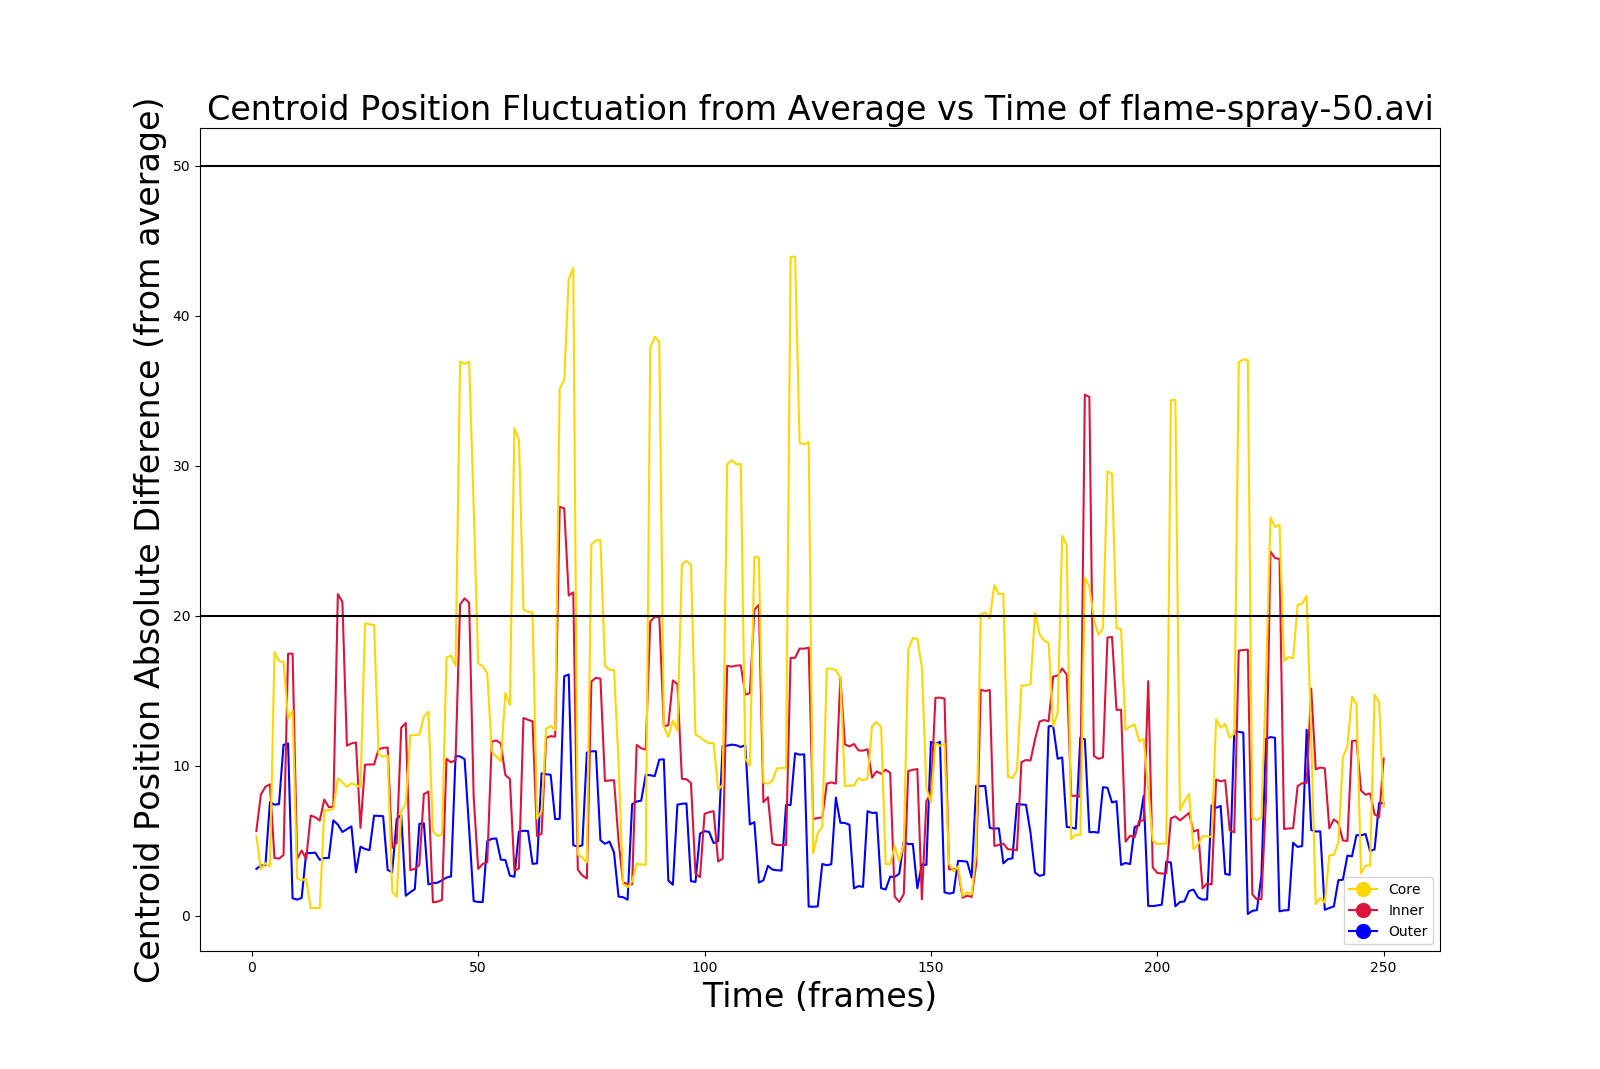 Centroid Position Fluctuation from Average vs Time of flame-spray-50.avi
Centroid Position Absolute Difference (from average)
50
40
30
20
10
0
0 50 100 150 200 250
Time (frames)
Core
Inner
Outer